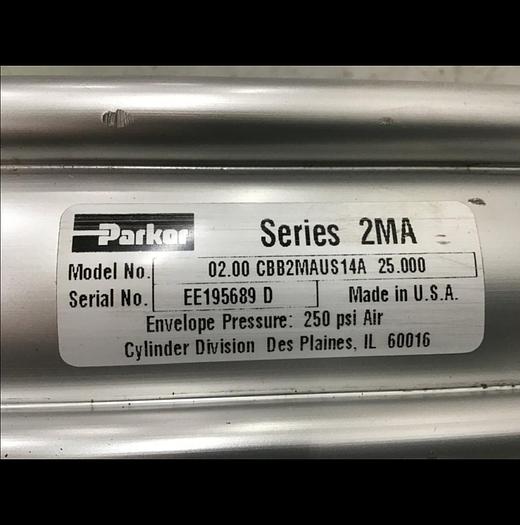 Parker Series 2MA
Model No. 02.00 CBB2MAUS14A 25.000
Serial No. EE195689 D Made in U.S.A.
Envelope Pressure: 250 psi Air
Cylinder Division Des Plaines, IL 60016